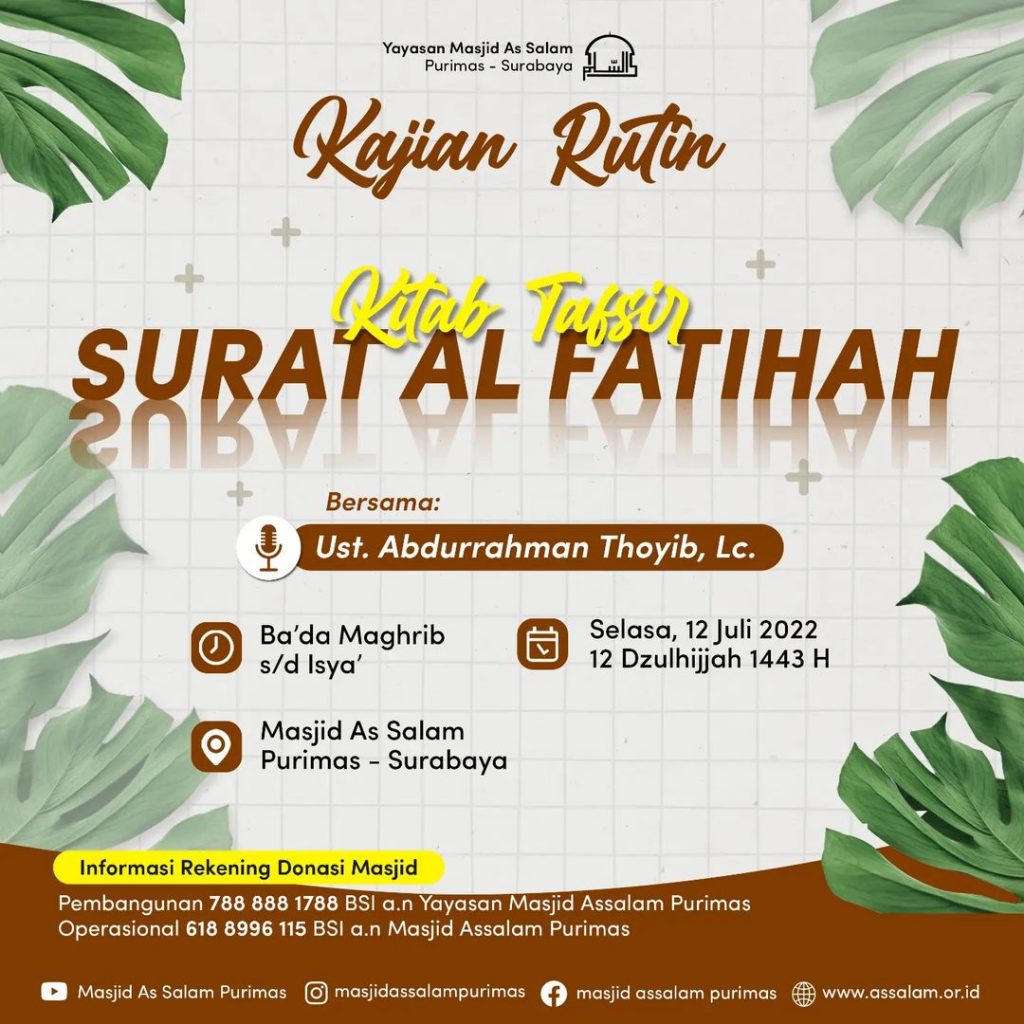 Yayasan Masjid As Salam
Purimas - Surabaya
السلام
Kajian Rutin
Kitab Tafsir
SURAT AL FATIHAH
Bersama:
Ust. Abdurrahman Thoyib, Lc.
Ba'da Maghrib
s/d Isya'
Selasa, 12 Juli 2022
12 Dzulhijjah 1443 H
Masjid As Salam
Purimas - Surabaya
Informasi Rekening Donasi Masjid
Pembangunan 788 888 1788 BSI a.n Yayasan Masjid Assalam Purimas
Operasional 618 8996 115 BSI a.n Masjid Assalam Purimas
Masjid As Salam Purimas masjidassalampurimas masjid assalam purimas www.assalam.or.id